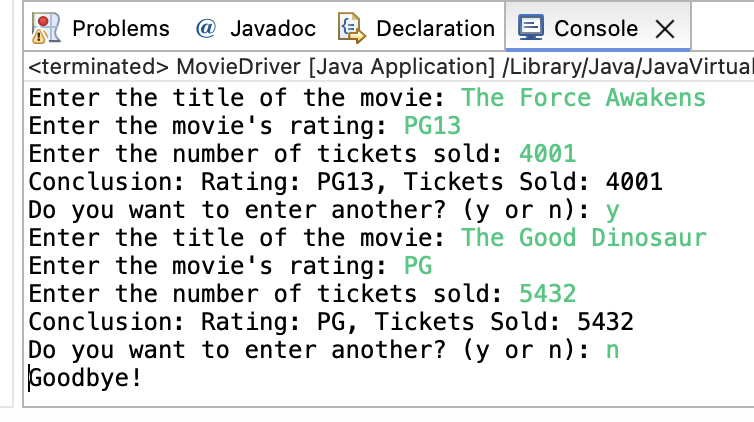 Problems @ Javadoc Declaration Console
<terminated> MovieDriver [Java Application] /Library/Java/JavaVirtual
Enter the title of the movie: The Force Awakens
Enter the movie's rating: PG13
Enter the number of tickets sold: 4001
Conclusion: Rating: PG13, Tickets Sold: 4001
Do you want to enter another? (y or n): y
Enter the title of the movie: The Good Dinosaur
Enter the movie's rating: PG
Enter the number of tickets sold: 5432
Conclusion: Rating: PG, Tickets Sold: 5432
Do you want to enter another? (y or n): n
Goodbye!